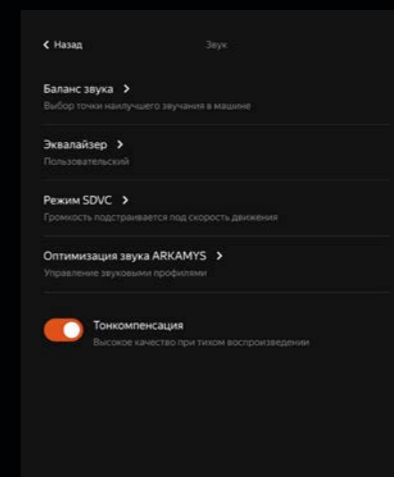 Назад
Звук
Баланс звука
Выбор точки наилучшего звучания в машине
Эквалайзер
Пользовательский
Режим SDVC
Громкость подстраивается под скорость движения
Оптимизация звука ARKAMYS
Управление звуковыми профилями
Тонкомпенсация
Высокое качество при тихом воспроизведении